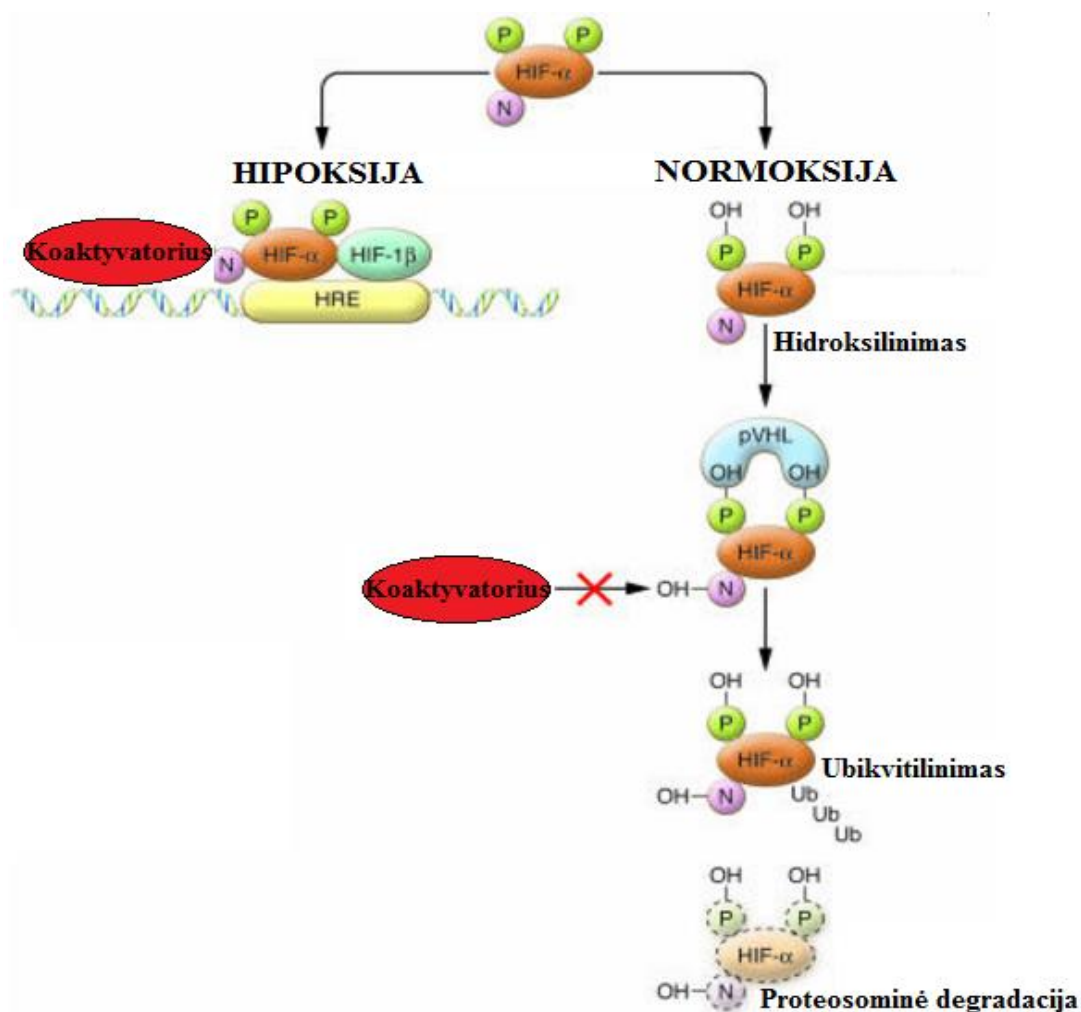 P P
HIF-α
N
HIPOKSIJA
P P
Koaktyvatorius
N
HIF-α
HIF-1β
HRE
NORMOKSIJA
OH OH
P P
HIF-α
N
Hidroksilinimas
pVHL
OH OH
P P
HIF-α
Koaktyvatorius
OH N
P P
OH OH
HIF-α
Ubikvitilinimas
OH N
Ub
Ub
Ub
OH OH
P P
HIF-α
OH N
Proteosominė degradacija